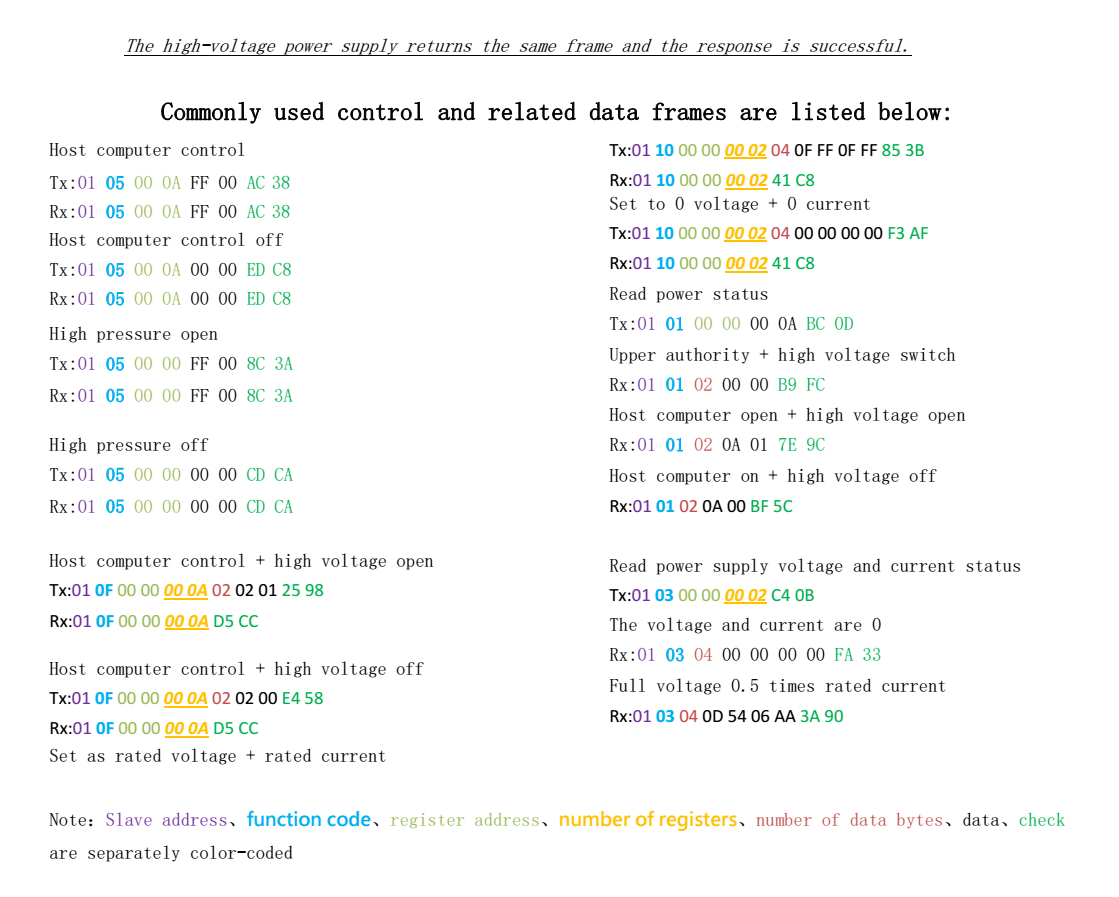 The high-voltage power supply returns the same frame and the response is successful.
Commonly used control and related data frames are listed below:
Host computer control
Tx:01 05 00 0A FF 00 AC 38
Rx:01 05 00 0A FF 00 AC 38
Host computer control off
Tx:01 05 00 0A 00 00 ED C8
Rx:01 05 00 0A 00 00 ED C8
High pressure open
Tx:01 05 00 00 FF 00 8C 3A
Rx:01 05 00 00 FF 00 8C 3A
High pressure off
Tx:01 05 00 00 00 00 CD CA
Rx:01 05 00 00 00 00 CD CA
Host computer control + high voltage open
Tx:01 0F 00 00 00 0A 02 02 01 25 98
Rx:01 0F 00 00 00 0A D5 CC
Host computer control + high voltage off
Tx:01 0F 00 00 00 0A 02 02 00 E4 58
Rx:01 0F 00 00 00 0A D5 CC
Set as rated voltage + rated current
Tx:01 10 00 00 00 02 04 0F FF 0F FF 85 3B
Rx:01 10 00 00 00 02 41 C8
Set to 0 voltage + 0 current
Tx:01 10 00 00 00 02 04 00 00 00 00 F3 AF
Rx:01 10 00 00 00 02 41 C8
Read power status
Tx:01 01 00 00 00 0A BC 0D
Upper authority + high voltage switch
Rx:01 01 02 00 00 B9 FC
Host computer open + high voltage open
Rx:01 01 02 0A 01 7E 9C
Host computer on + high voltage off
Rx:01 01 02 0A 00 BF 5C
Read power supply voltage and current status
Tx:01 03 00 00 00 02 C4 0B
The voltage and current are 0
Rx:01 03 04 00 00 00 00 FA 33
Full voltage 0.5 times rated current
Rx:01 03 04 0D 54 06 AA 3A 90
Note: Slave address、function code、register address、number of registers、number of data bytes、data、check
are separately color-coded